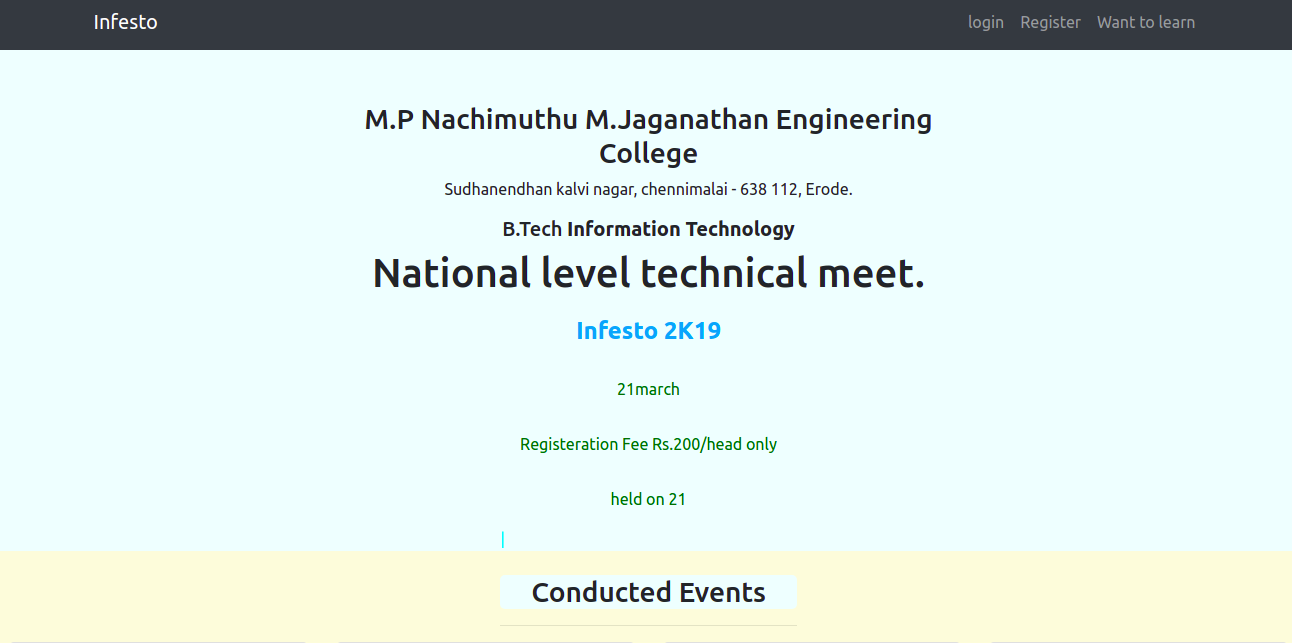 Infesto
login Register Want to learn
M.P Nachimuthu M.Jaganathan Engineering
College
Sudhanendhan kalvi nagar, chennimalai - 638 112, Erode.
B.Tech Information Technology
National level technical meet.
Infesto 2K19
21march
Registeration Fee Rs.200/head only
held on 21
Conducted Events